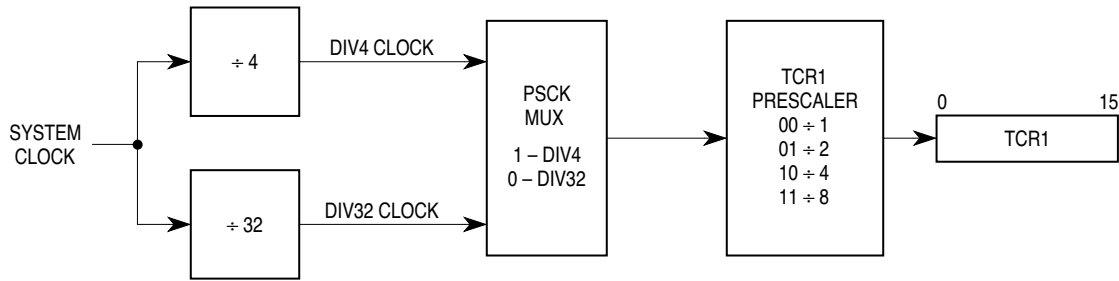 SYSTEM
CLOCK
÷ 4
DIV4 CLOCK
÷ 32
DIV32 CLOCK
PSCK
MUX
1 – DIV4
0 – DIV32
TCR1
PRESCALER
00 ÷ 1
01 ÷ 2
10 ÷ 4
11 ÷ 8
0 15
TCR1